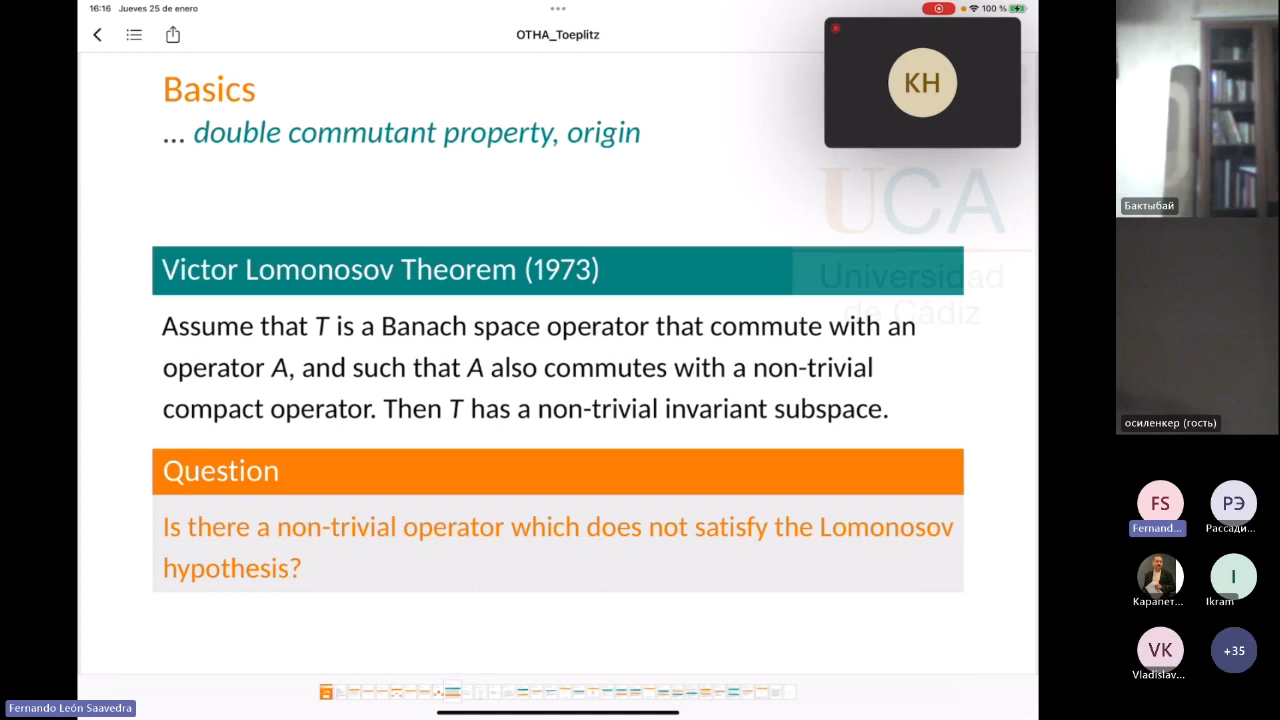 16:16 Jueves 25 de enero
100 %
OTHA_Toeplitz
KH
Basics
... double commutant property, origin
UCA
Universidad
de Cádiz
Victor Lomonosov Theorem (1973)
Assume that T is a Banach space operator that commute with an
operator A, and such that A also commutes with a non-trivial
compact operator. Then T has a non-trivial invariant subspace.
Question
Is there a non-trivial operator which does not satisfy the Lomonosov
hypothesis?
Fernando León Saavedra
Бактыбай
осиленкер (гость)
FS
Fernand...
РЭ
Рассади...
Карапет...
I
Ikram
VK
Vladislav...
+35